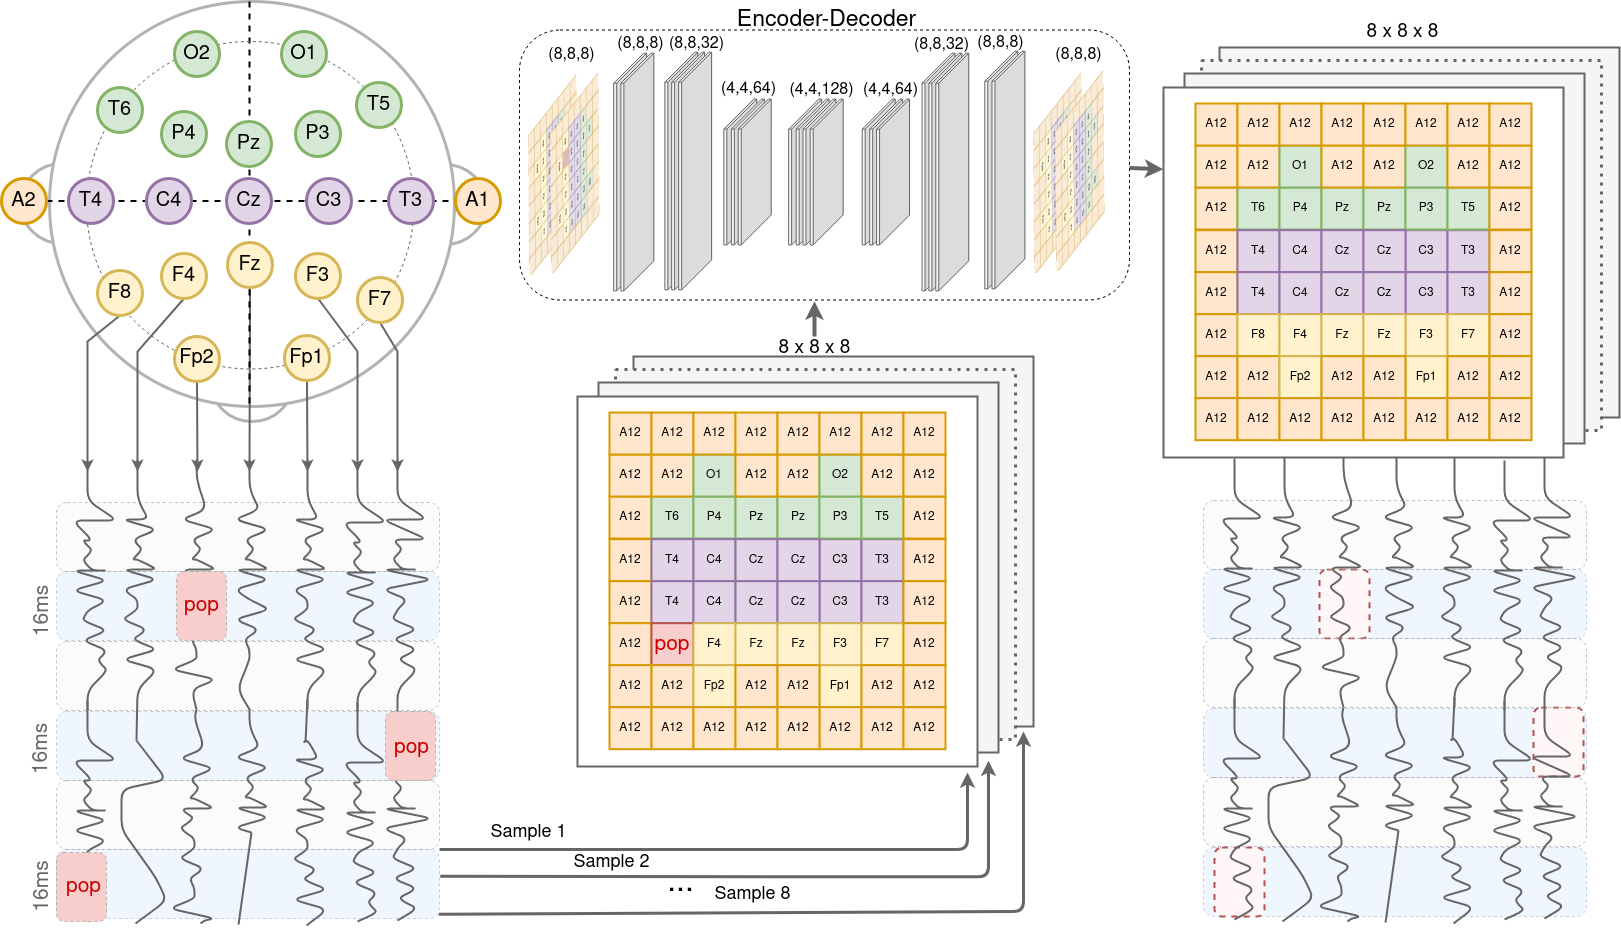 O2 O1
T6 T5
P4 Pz P3
A2 T4 C4 Cz C3 T3 A1
F8 F4 Fz F3 F7
Fp2 Fp1
16ms
pop
16ms
pop
16ms
pop
Encoder-Decoder
(8,8,8) (8,8,8) (8,8,32) (4,4,64) (4,4,128) (4,4,64) (8,8,32) (8,8,8) (8,8,8)
8 x 8 x 8
A12 A12 A12 A12 A12 A12 A12 A12
A12 A12 O1 A12 A12 O2 A12 A12
A12 T6 P4 Pz Pz P3 T5 A12
A12 T4 C4 Cz Cz C3 T3 A12
A12 T4 C4 Cz Cz C3 T3 A12
A12 pop F4 Fz Fz F3 F7 A12
A12 A12 Fp2 A12 A12 Fp1 A12 A12
A12 A12 A12 A12 A12 A12 A12 A12
Sample 1
Sample 2
...
Sample 8
8 x 8 x 8
A12 A12 A12 A12 A12 A12 A12 A12
A12 A12 O1 A12 A12 O2 A12 A12
A12 T6 P4 Pz Pz P3 T5 A12
A12 T4 C4 Cz Cz C3 T3 A12
A12 T4 C4 Cz Cz C3 T3 A12
A12 F8 F4 Fz Fz F3 F7 A12
A12 A12 Fp2 A12 A12 Fp1 A12 A12
A12 A12 A12 A12 A12 A12 A12 A12